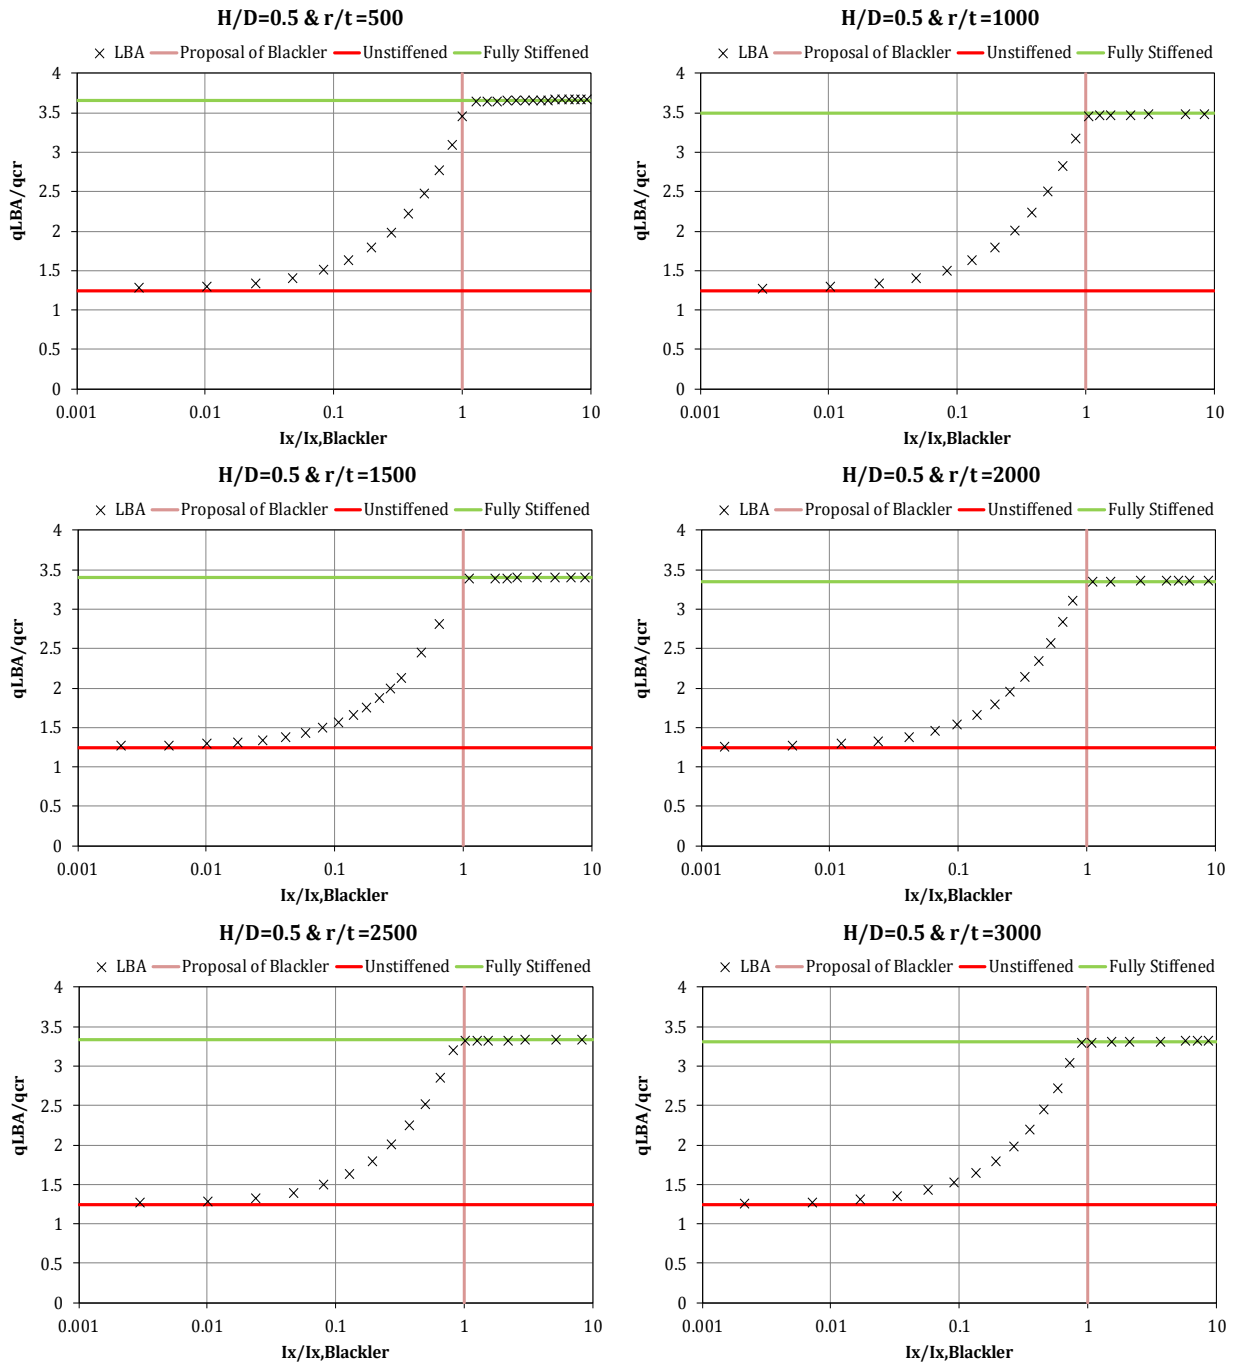 H/D=0.5 & r/t =500
× LBA Proposal of Blackler Unstiffened Fully Stiffened
4
3.5
3
2.5
2
1.5
1
0.5
0
qLBA/qcr
0.001 0.01 0.1 1 10
Ix/Ix,Blackler
H/D=0.5 & r/t =1000
× LBA Proposal of Blackler Unstiffened Fully Stiffened
4
3.5
3
2.5
2
1.5
1
0.5
0
qLBA/qcr
0.001 0.01 0.1 1 10
Ix/Ix,Blackler
H/D=0.5 & r/t =1500
× LBA Proposal of Blackler Unstiffened Fully Stiffened
4
3.5
3
2.5
2
1.5
1
0.5
0
qLBA/qcr
0.001 0.01 0.1 1 10
Ix/Ix,Blackler
H/D=0.5 & r/t =2000
× LBA Proposal of Blackler Unstiffened Fully Stiffened
4
3.5
3
2.5
2
1.5
1
0.5
0
qLBA/qcr
0.001 0.01 0.1 1 10
Ix/Ix,Blackler
H/D=0.5 & r/t =2500
× LBA Proposal of Blackler Unstiffened Fully Stiffened
4
3.5
3
2.5
2
1.5
1
0.5
0
qLBA/qcr
0.001 0.01 0.1 1 10
Ix/Ix,Blackler
H/D=0.5 & r/t =3000
× LBA Proposal of Blackler Unstiffened Fully Stiffened
4
3.5
3
2.5
2
1.5
1
0.5
0
qLBA/qcr
0.001 0.01 0.1 1 10
Ix/Ix,Blackler